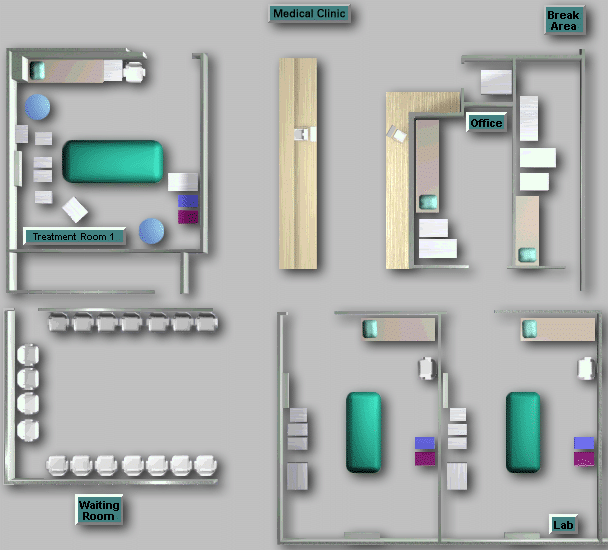 Medical Clinic
Break
Area
Office
Treatment Room 1
Waiting
Room
Lab